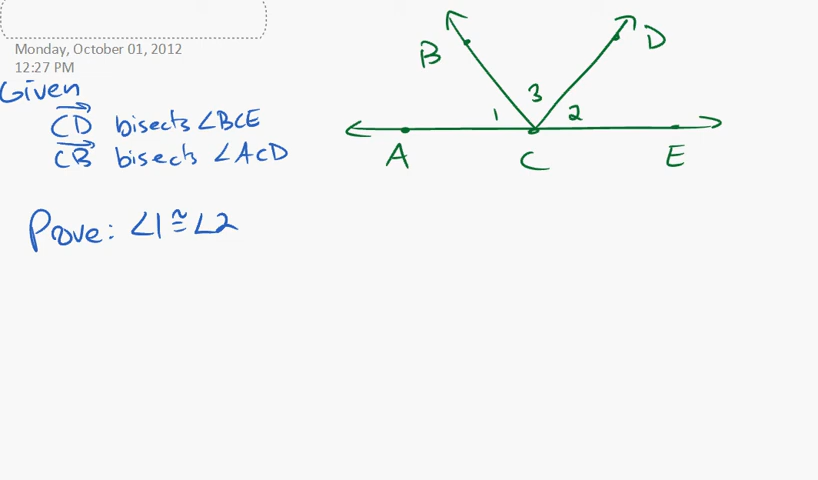 Monday, October 01, 2012
12:27 PM
Given
CD bisects ∠BCE
CB bisects ∠ACD
Prove: ∠1 ≅ ∠2
B
D
3
1
2
A
C
E